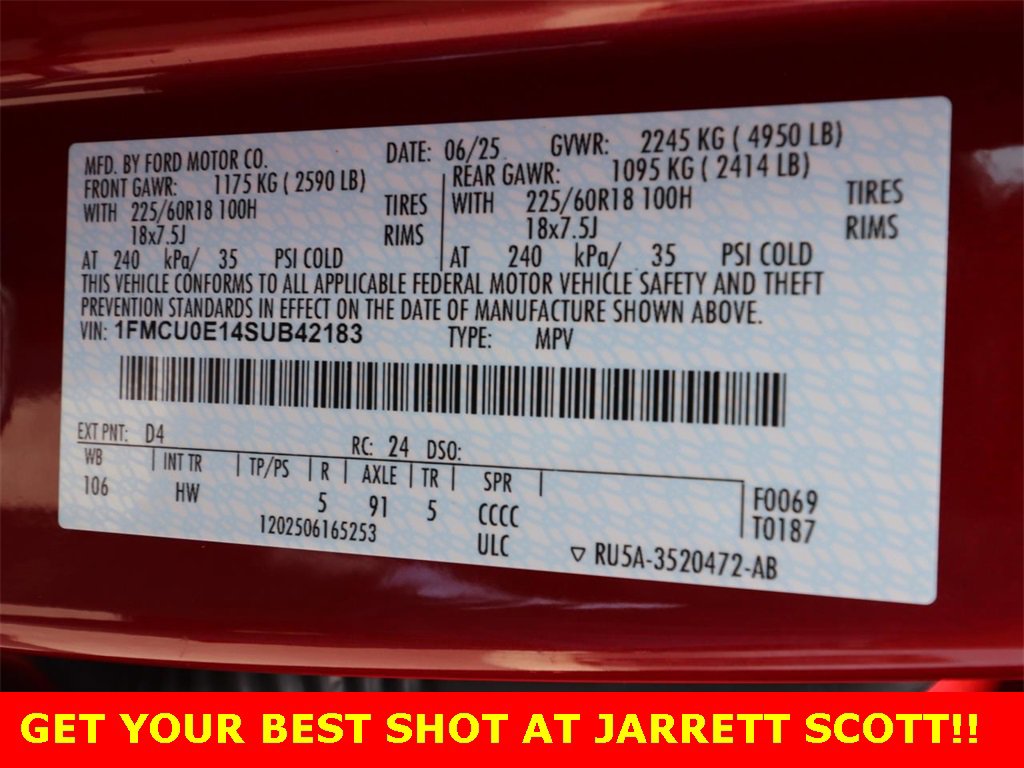 MFD. BY FORD MOTOR CO. DATE: 06/25 GVWR: 2245 KG ( 4950 LB)
FRONT GAWR: 1175 KG ( 2590 LB) REAR GAWR: 1095 KG ( 2414 LB)
WITH 225/60R18 100H TIRES WITH 225/60R18 100H TIRES
18x7.5J RIMS 18x7.5J RIMS
AT 240 kPa/ 35 PSI COLD AT 240 kPa/ 35 PSI COLD
THIS VEHICLE CONFORMS TO ALL APPLICABLE FEDERAL MOTOR VEHICLE SAFETY AND THEFT
PREVENTION STANDARDS IN EFFECT ON THE DATE OF MANUFACTURE SHOWN ABOVE.
VIN: 1FMCU0E14SUB42183 TYPE: MPV
EXT PNT: D4 RC: 24 DSO:
WB INT TR TP/PS R AXLE TR SPR
106 HW 5 91 5 CCCC F0069
1202506165253 ULC T0187
▽ RU5A-3520472-AB
GET YOUR BEST SHOT AT JARRETT SCOTT!!